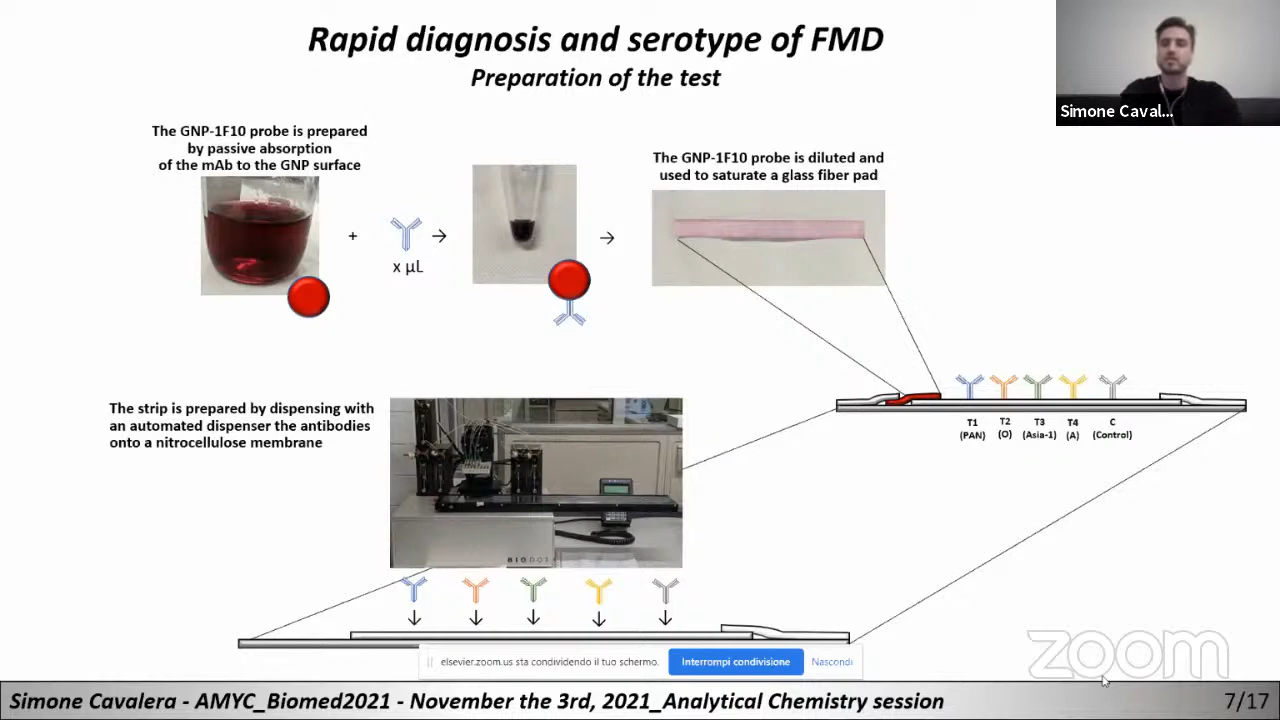 Rapid diagnosis and serotype of FMD
Preparation of the test
Simone Caval...
The GNP-1F10 probe is prepared
by passive absorption
of the mAb to the GNP surface
The GNP-1F10 probe is diluted and
used to saturate a glass fiber pad
+
x µL
The strip is prepared by dispensing with
an automated dispenser the antibodies
onto a nitrocellulose membrane
T1
(PAN)
T2
(O)
T3
(Asia-1)
T4
(A)
C
(Control)
BIODOT
elsevier.zoom.us sta condividendo il tuo schermo.
Interrompi condivisione
Nascondi
zoom
Simone Cavalera - AMYC_Biomed2021 - November the 3rd, 2021_Analytical Chemistry session
7/17